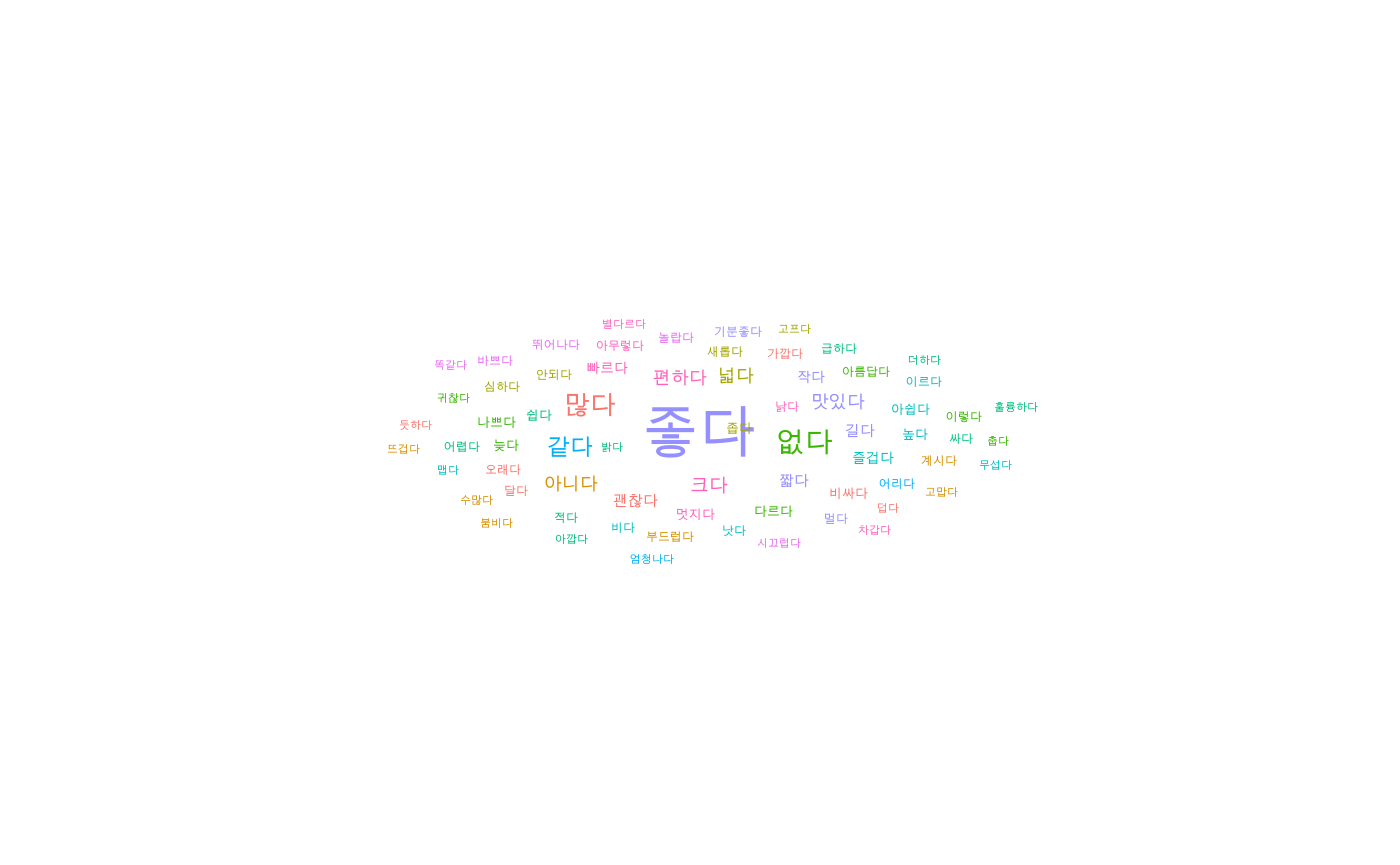 별다르다
고프다
기분좋다
놀랍다
뛰어나다
아무렇다
급하다
새롭다
가깝다
더하다
바쁘다
똑같다
빠르다
아름답다
안되다
편하다
넓다
작다
이르다
심하다
귀찮다
많다
맛있다
낡다
훌륭하다
아쉽다
쉽다
이렇다
나쁘다
듯하다
좋다
좁다
길다
높다
싸다
춥다
없다
같다
늦다
어렵다
밝다
뜨겁다
즐겁다
계시다
무섭다
맵다
오래다
아니다
크다
짧다
어리다
달다
고맙다
비싸다
수많다
괜찮다
덥다
멋지다
다르다
적다
멀다
붐비다
비다
낫다
차갑다
부드럽다
아깝다
시끄럽다
엄청나다